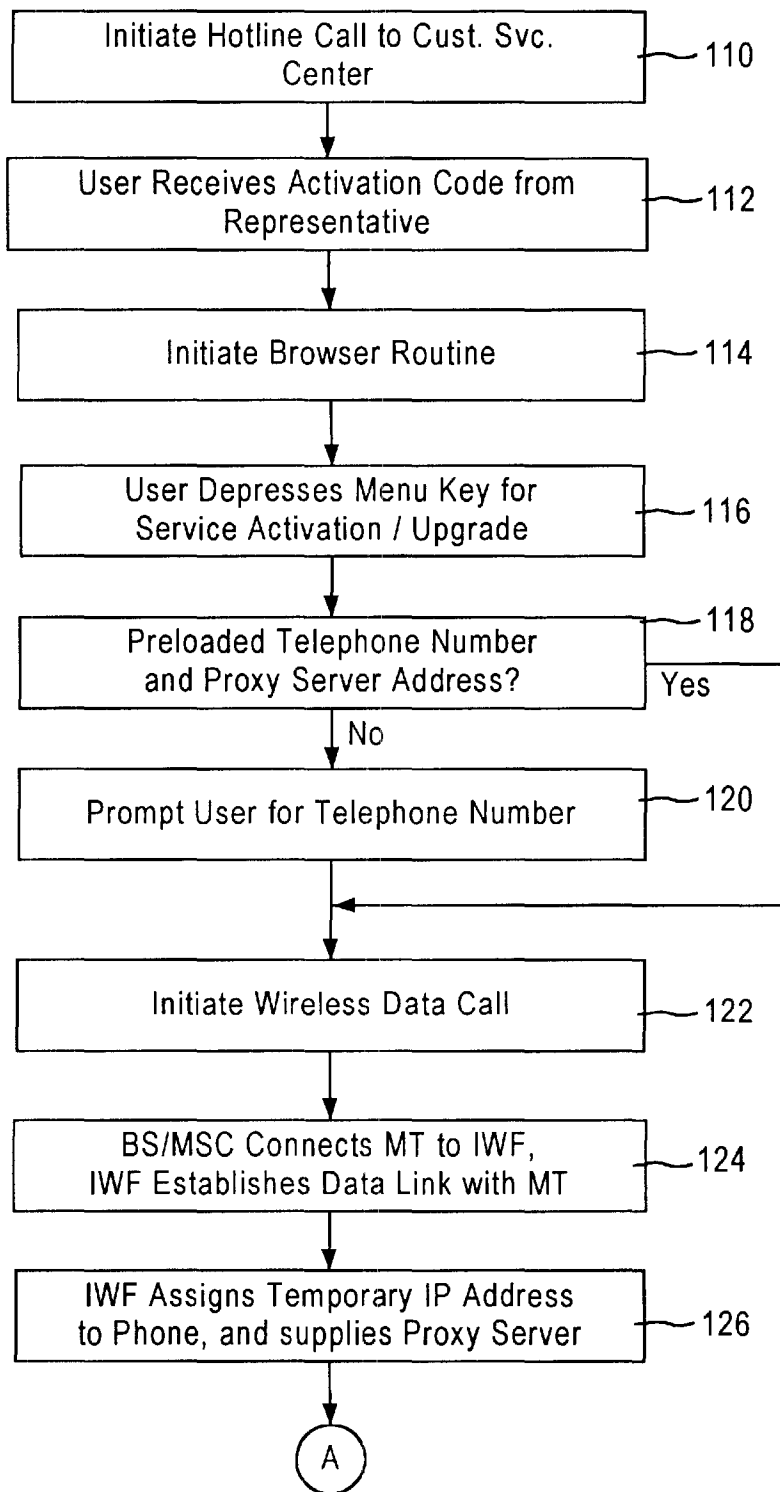 Initiate Hotline Call to Cust. Svc.
Center
110
User Receives Activation Code from
Representative
112
Initiate Browser Routine
114
User Depresses Menu Key for
Service Activation / Upgrade
116
Preloaded Telephone Number
and Proxy Server Address?
118
Yes
No
Prompt User for Telephone Number
120
Initiate Wireless Data Call
122
BS/MSC Connects MT to IWF,
IWF Establishes Data Link with MT
124
IWF Assigns Temporary IP Address
to Phone, and supplies Proxy Server
126
A